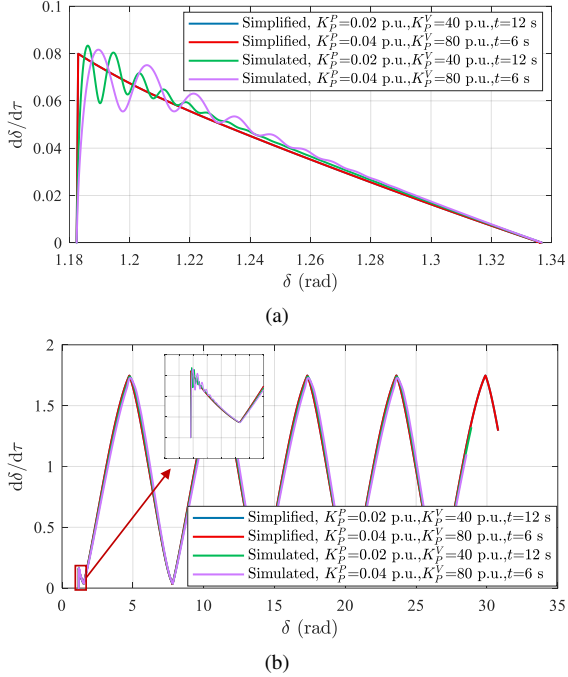 0.1
0.08
0.06
0.04
0.02
0
dδ/dτ
Simplified, K_P^P=0.02 p.u.,K_P^V=40 p.u.,t=12 s
Simplified, K_P^P=0.04 p.u.,K_P^V=80 p.u.,t=6 s
Simulated, K_P^P=0.02 p.u.,K_P^V=40 p.u.,t=12 s
Simulated, K_P^P=0.04 p.u.,K_P^V=80 p.u.,t=6 s
1.18 1.2 1.22 1.24 1.26 1.28 1.3 1.32 1.34
δ (rad)
(a)
2
1.5
1
0.5
0
dδ/dτ
Simplified, K_P^P=0.02 p.u.,K_P^V=40 p.u.,t=12 s
Simplified, K_P^P=0.04 p.u.,K_P^V=80 p.u.,t=6 s
Simulated, K_P^P=0.02 p.u.,K_P^V=40 p.u.,t=12 s
Simulated, K_P^P=0.04 p.u.,K_P^V=80 p.u.,t=6 s
0 5 10 15 20 25 30 35
δ (rad)
(b)